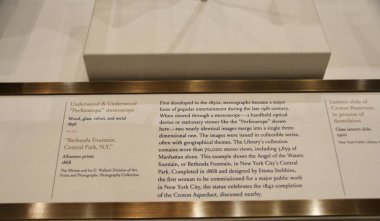 Underwood & Underwood
"Perfecscope" stereoscope
Wood, glass, velvet, and metal
1896
"Bethesda Fountain,
Central Park, N.Y."
Albumen prints
1868
The Miriam and Ira D. Wallach Division of Art,
Prints and Photographs, Photography Collection
First developed in the 1850s, stereographs became a major
form of popular entertainment during the late 19th century.
When viewed through a stereoscope—a handheld optical
device or stationary viewer like the "Perfecscope" shown
here—two nearly identical images merge into a single three-
dimensional one. The images were issued in collectible series,
often with geographical themes. The Library's collection
contains more than 70,000 stereo views, including 3,659 of
Manhattan alone. This example shows the Angel of the Waters
fountain, or Bethesda Fountain, in New York City's Central
Park. Completed in 1868 and designed by Emma Stebbins,
the first woman to be commissioned for a major public work
in New York City, the statue celebrates the 1842 completion
of the Croton Aqueduct, discussed nearby.
Lantern slide of
Croton Reservoir,
in process of
demolition
Glass lantern slide
1900
New York Public Library